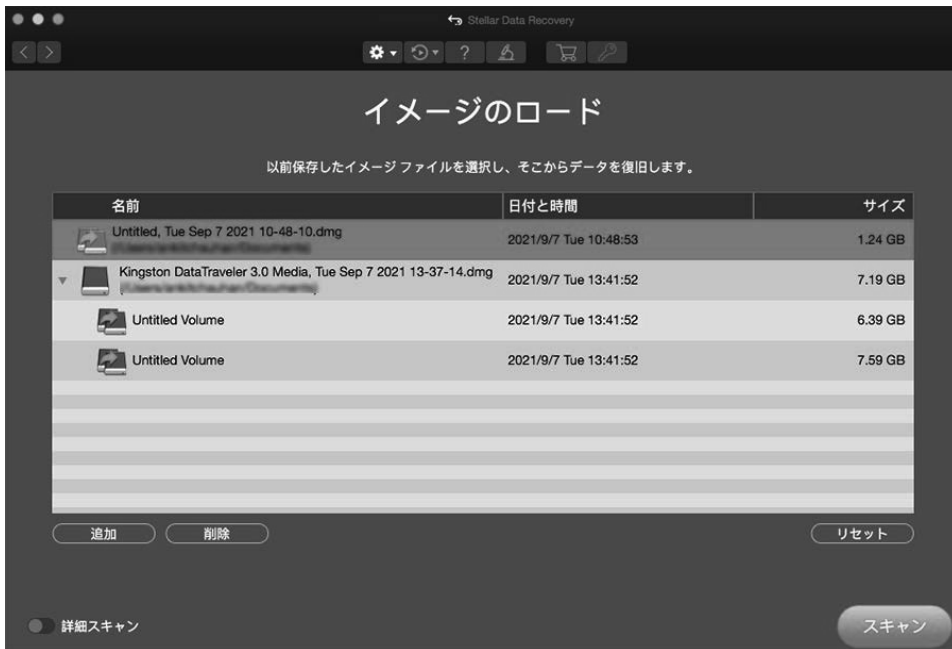 Stellar Data Recovery
イメージのロード
以前保存したイメージ ファイルを選択し、そこからデータを復旧します。
名前 日付と時間 サイズ
Untitled, Tue Sep 7 2021 10-48-10.dmg 2021/9/7 Tue 10:48:53 1.24 GB
Kingston DataTraveler 3.0 Media, Tue Sep 7 2021 13-37-14.dmg 2021/9/7 Tue 13:41:52 7.19 GB
Untitled Volume 2021/9/7 Tue 13:41:52 6.39 GB
Untitled Volume 2021/9/7 Tue 13:41:52 7.59 GB
追加 削除 リセット
詳細スキャン スキャン